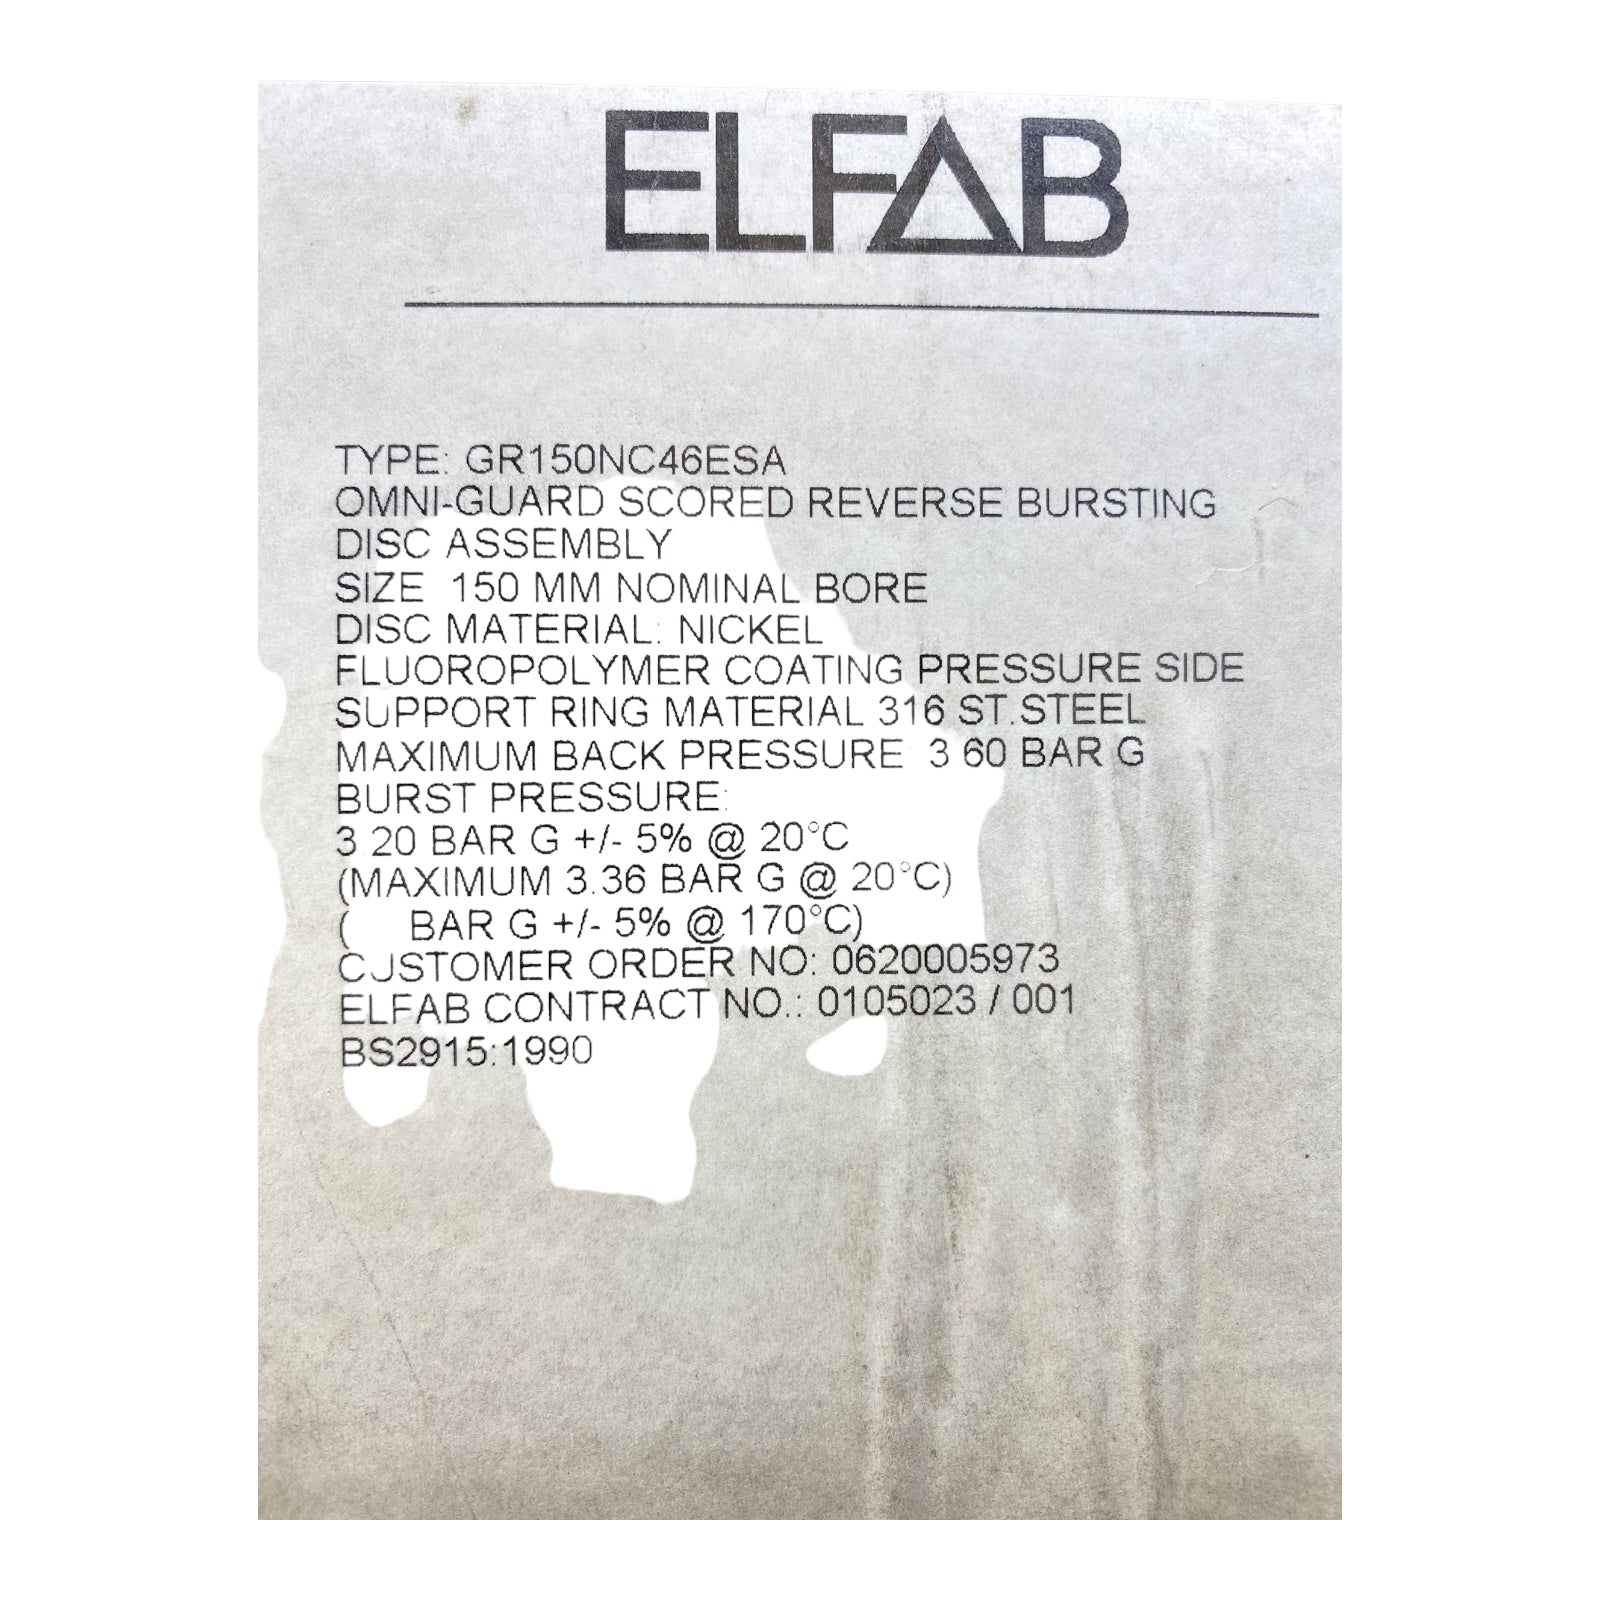 ELFAB
TYPE: GR150NC46ESA
OMNI-GUARD SCORED REVERSE BURSTING
DISC ASSEMBLY
SIZE 150 MM NOMINAL BORE
DISC MATERIAL: NICKEL
FLUOROPOLYMER COATING PRESSURE SIDE
SUPPORT RING MATERIAL 316 ST.STEEL
MAXIMUM BACK PRESSURE 3 60 BAR G
BURST PRESSURE:
3 20 BAR G +/- 5% @ 20°C
(MAXIMUM 3.36 BAR G @ 20°C)
( BAR G +/- 5% @ 170°C)
CUSTOMER ORDER NO: 0620005973
ELFAB CONTRACT NO.: 0105023 / 001
BS2915:1990